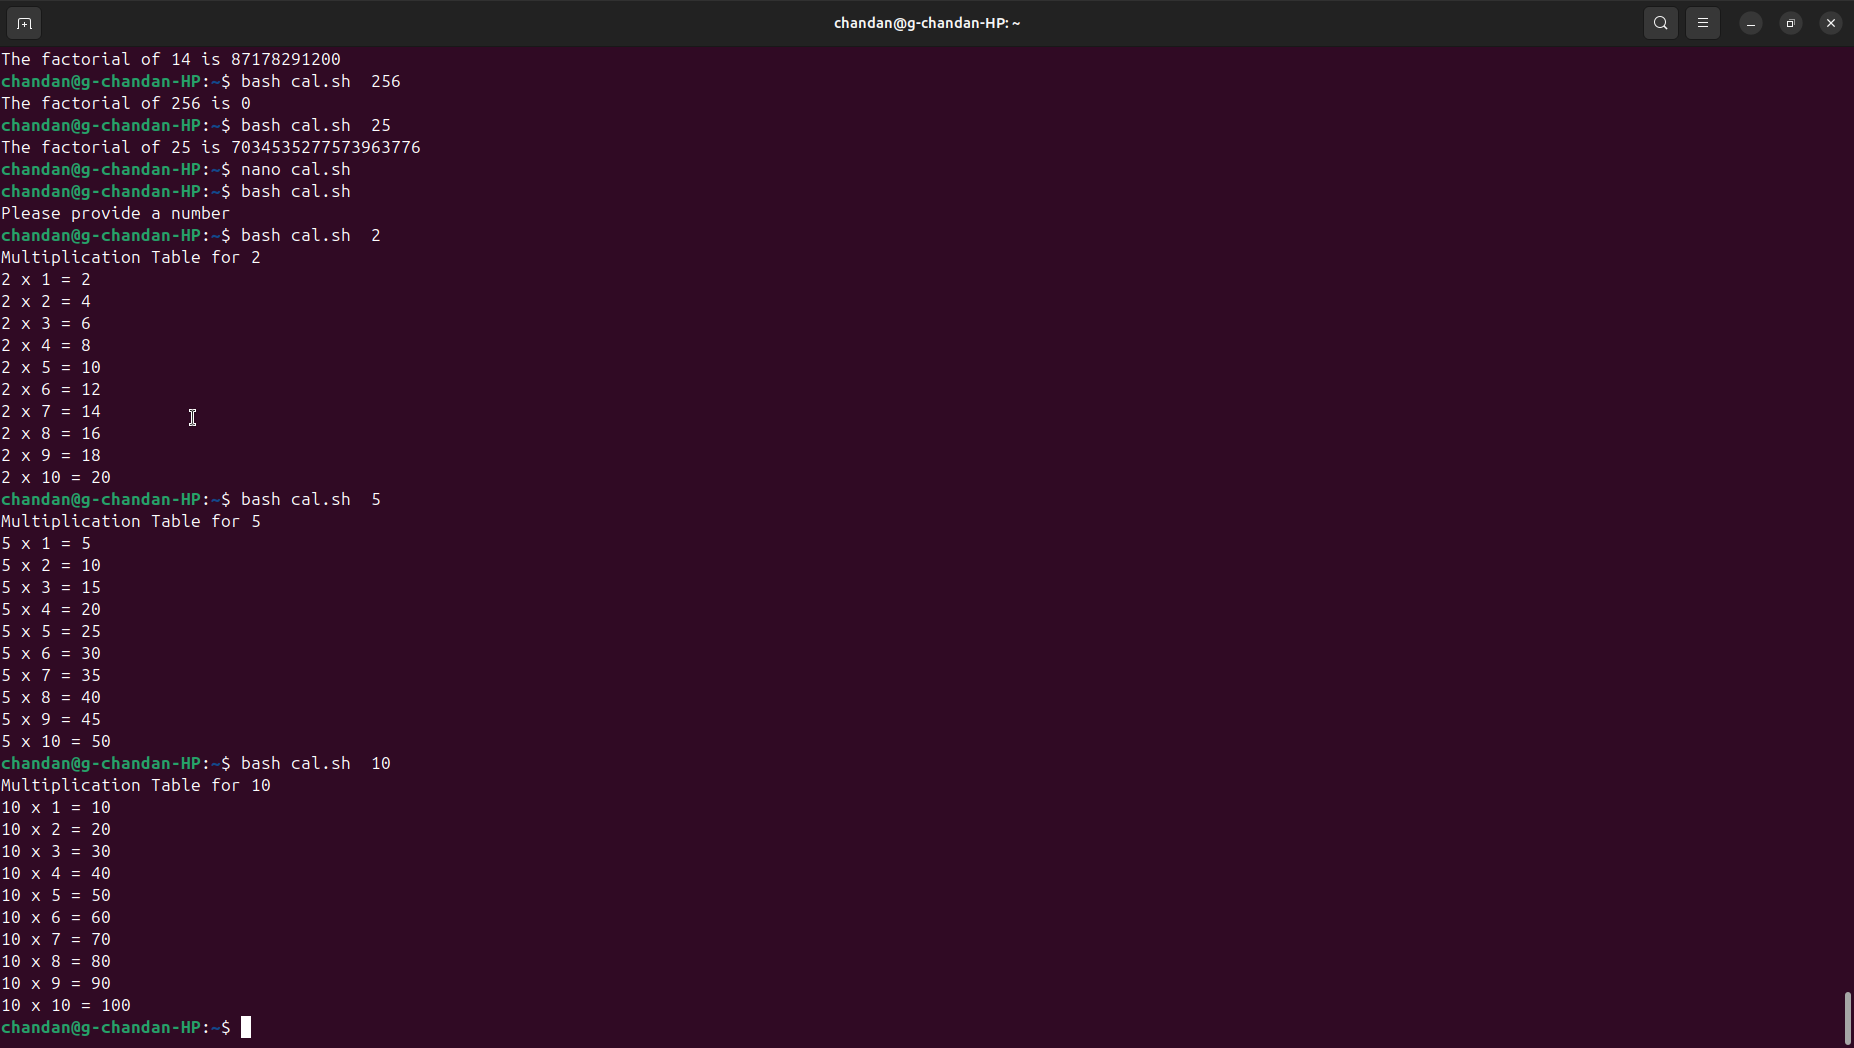 chandan@g-chandan-HP: ~
The factorial of 14 is 87178291200
chandan@g-chandan-HP:~$ bash cal.sh  256
The factorial of 256 is 0
chandan@g-chandan-HP:~$ bash cal.sh  25
The factorial of 25 is 7034535277573963776
chandan@g-chandan-HP:~$ nano cal.sh
chandan@g-chandan-HP:~$ bash cal.sh
Please provide a number
chandan@g-chandan-HP:~$ bash cal.sh  2
Multiplication Table for 2
2 x 1 = 2
2 x 2 = 4
2 x 3 = 6
2 x 4 = 8
2 x 5 = 10
2 x 6 = 12
2 x 7 = 14
2 x 8 = 16
2 x 9 = 18
2 x 10 = 20
chandan@g-chandan-HP:~$ bash cal.sh  5
Multiplication Table for 5
5 x 1 = 5
5 x 2 = 10
5 x 3 = 15
5 x 4 = 20
5 x 5 = 25
5 x 6 = 30
5 x 7 = 35
5 x 8 = 40
5 x 9 = 45
5 x 10 = 50
chandan@g-chandan-HP:~$ bash cal.sh  10
Multiplication Table for 10
10 x 1 = 10
10 x 2 = 20
10 x 3 = 30
10 x 4 = 40
10 x 5 = 50
10 x 6 = 60
10 x 7 = 70
10 x 8 = 80
10 x 9 = 90
10 x 10 = 100
chandan@g-chandan-HP:~$